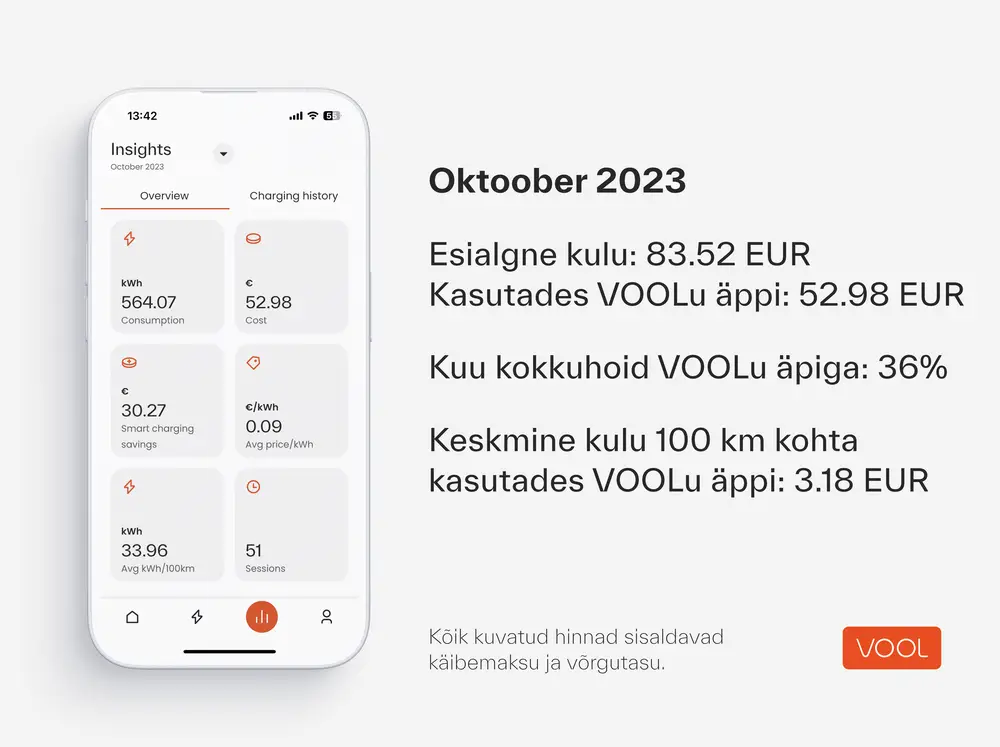 13:42
Insights
October 2023
Overview
Charging history
kWh
564.07
Consumption
€
52.98
Cost
€
30.27
Smart charging
savings
€/kWh
0.09
Avg price/kWh
kWh
33.96
Avg kWh/100km
51
Sessions
Oktoober 2023
Esialgne kulu: 83.52 EUR
Kasutades VOOLu äppi: 52.98 EUR
Kuu kokkuhoid VOOLu äpiga: 36%
Keskmine kulu 100 km kohta
kasutades VOOLu äppi: 3.18 EUR
Kõik kuvatud hinnad sisaldavad
käibemaksu ja võrgutasu.
VOOL